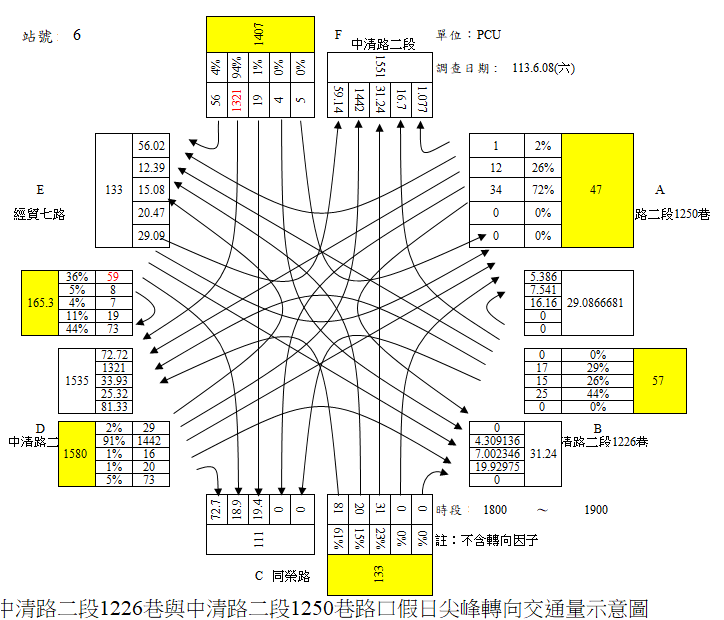 站號: 6
1407
4% 94% 1% 0% 0%
56 1321 19 4 5
F 中清路二段
1551
59.14 1442 31.24 16.7 1.077
單位：PCU
調查日期: 113.6.08(六)
E
經貿七路
133
56.02
12.39
15.08
20.47
29.09
1 2%
12 26%
34 72%
0 0%
0 0%
47
A
路二段1250巷
165.3
36% 59
5% 8
4% 7
11% 19
44% 73
5.386
7.541
16.16
0
0
29.0866681
1535
72.72
1321
33.93
25.32
81.33
0 0%
17 29%
15 26%
25 44%
0 0%
57
D
中清路二
1580
2% 29
91% 1442
1% 16
1% 20
5% 73
B
清路二段1226巷
0
4.309136
7.002346
19.92975
0
31.24
72.7 18.9 19.4 0 0
111
81 20 31 0 0
61% 15% 23% 0% 0%
133
C 同榮路
時段: 1800 ～ 1900
註：不含轉向因子
中清路二段1226巷與中清路二段1250巷路口假日尖峰轉向交通量示意圖